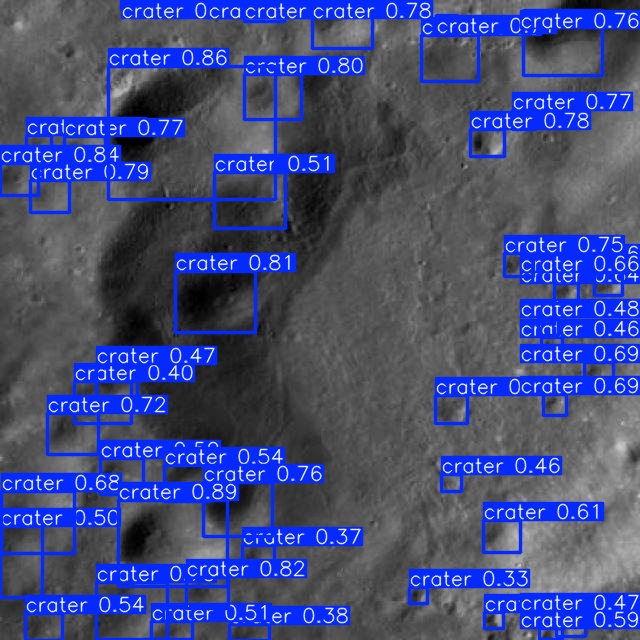 crater 0.78
crater 0.76
crater 0.86
crater 0.80
crater 0.77
crater 0.77
crater 0.78
crater 0.84
crater 0.79
crater 0.51
crater 0.75
crater 0.66
crater 0.81
crater 0.48
crater 0.46
crater 0.47
crater 0.69
crater 0.40
crater 0.69
crater 0.72
crater 0.54
crater 0.46
crater 0.76
crater 0.68
crater 0.89
crater 0.61
crater 0.50
crater 0.37
crater 0.82
crater 0.33
crater 0.54
crater 0.51
crater 0.38
crater 0.47
crater 0.59